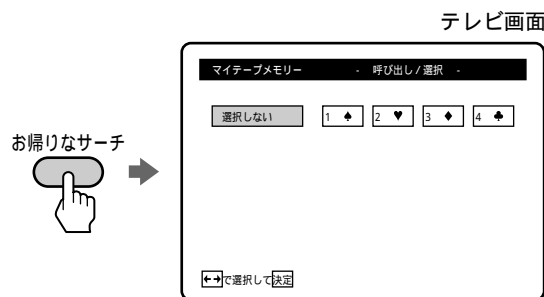 テレビ画面
マイテープメモリー - 呼び出し/選択 -
選択しない 1 ♠ 2 ♥ 3 ♦ 4 ♣
お帰りなサーチ
←→で選択して決定